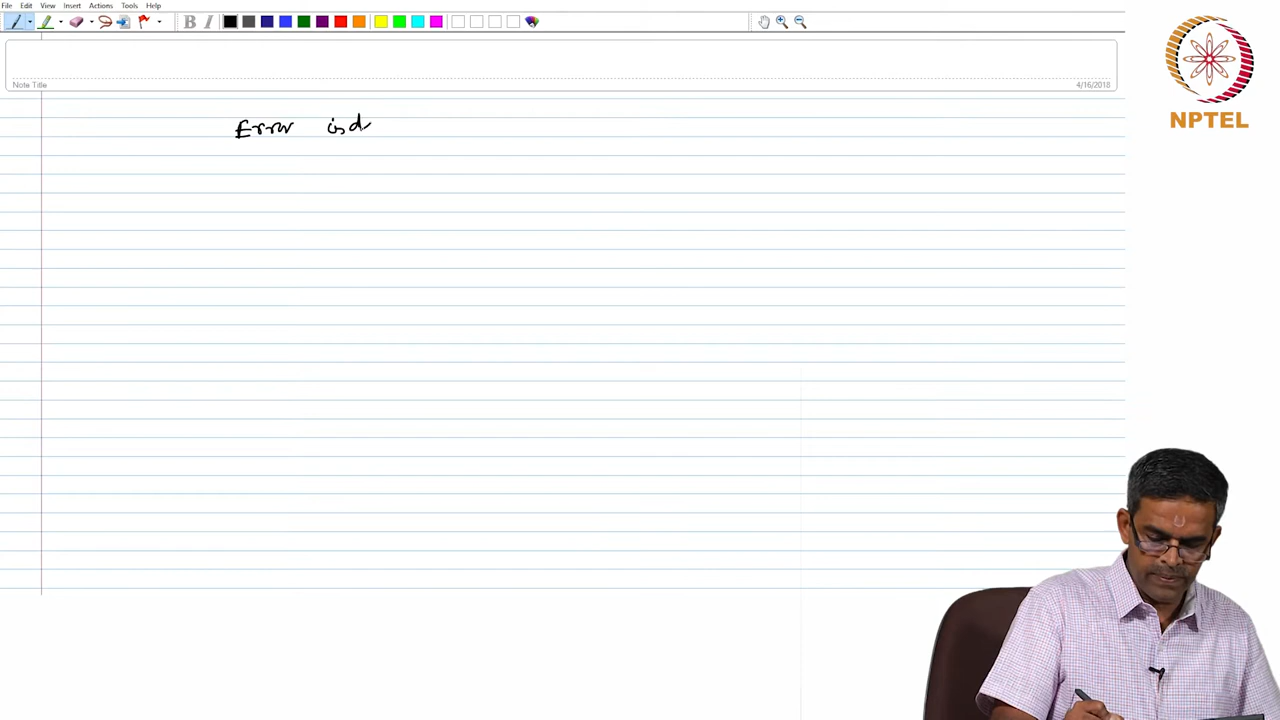 File Edit View Insert Actions Tools Help
B I
Note Title
4/16/2018
Error ind
NPTEL